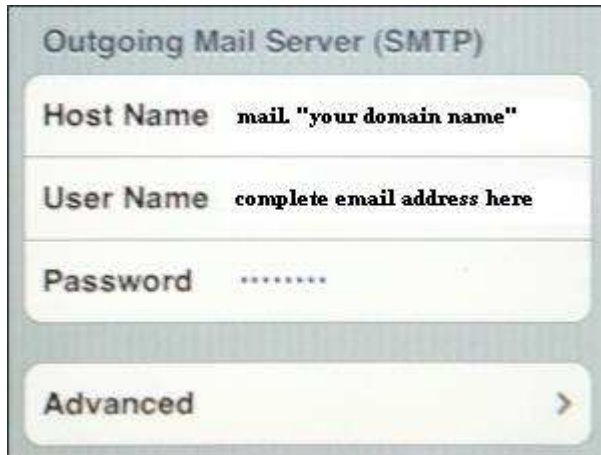 Outgoing Mail Server (SMTP)
Host Name mail. "your domain name"
User Name complete email address here
Password ········
Advanced >